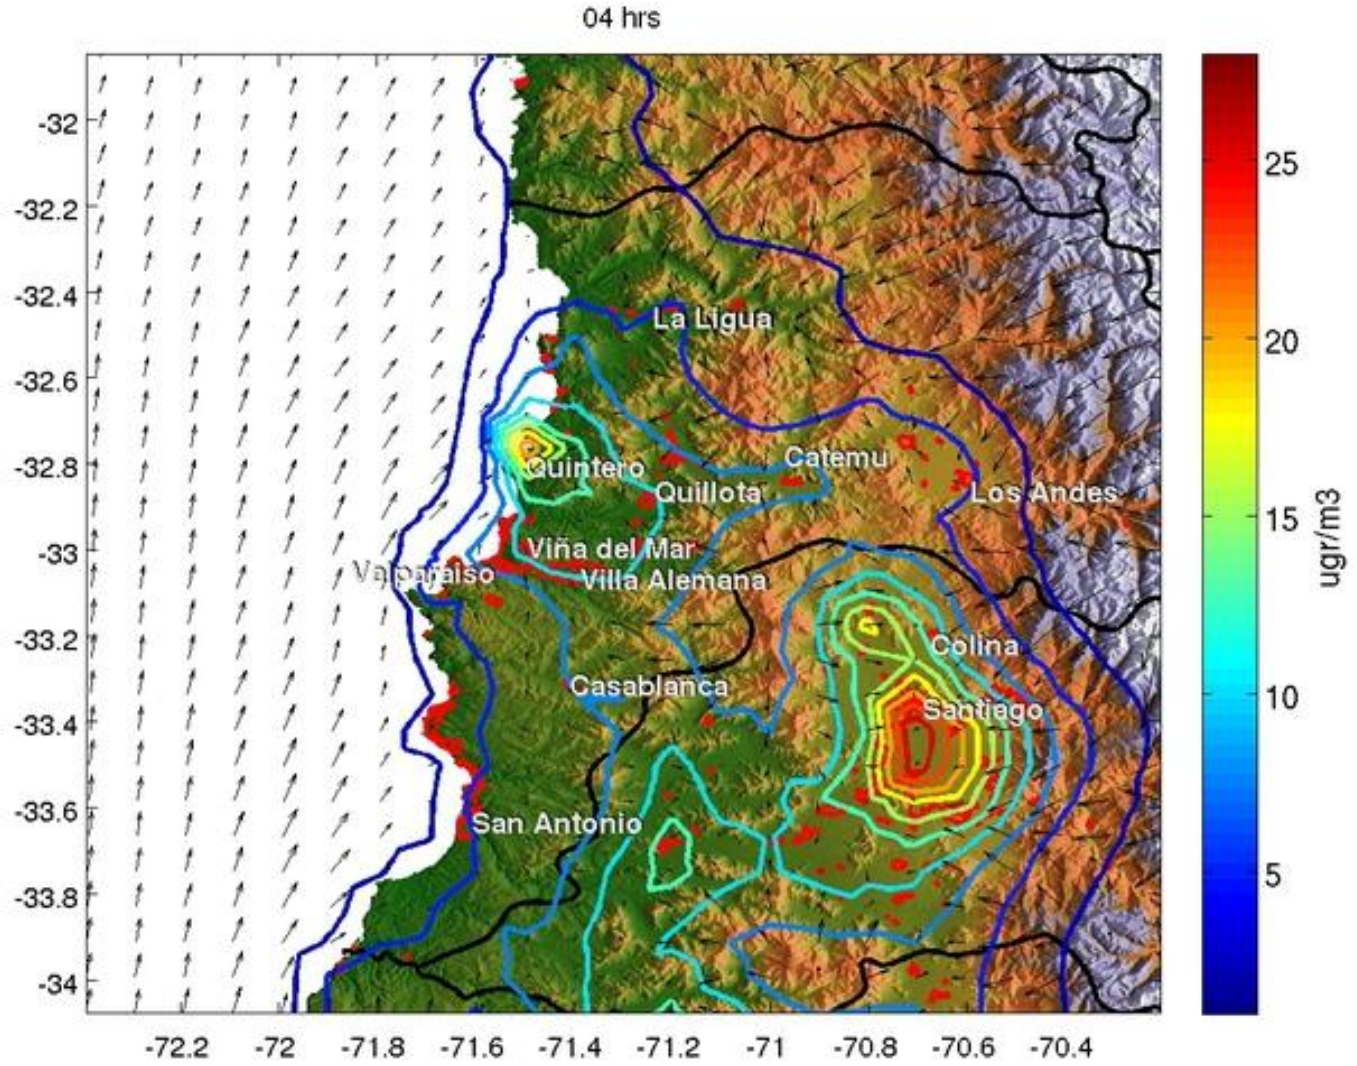 04 hrs
-32
-32.2
-32.4
-32.6
-32.8
-33
-33.2
-33.4
-33.6
-33.8
-34
La Ligua
Quintero
Catemu
Quillota
Los Andes
Viña del Mar
Valparaiso
Villa Alemana
Colina
Casablanca
Santiago
San Antonio
-72.2 -72 -71.8 -71.6 -71.4 -71.2 -71 -70.8 -70.6 -70.4
25
20
15
10
5
ugr/m3